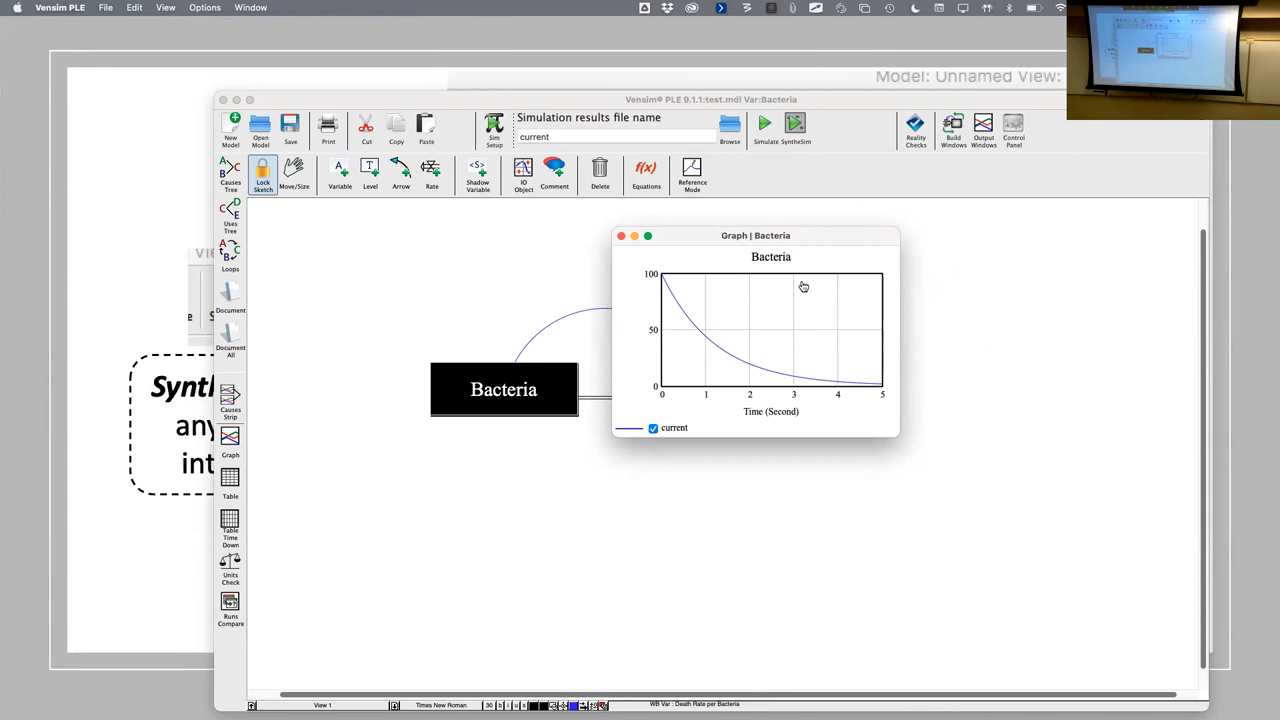 Vensim PLE File Edit View Options Window
Model: Unnamed View:
Vensim® PLE 9.1.1:test.mdl Var:Bacteria
New Model
Open Model
Save
Print
Cut
Copy
Paste
Sim Setup
Simulation results file name
current
Browse
Simulate
SyntheSim
Reality Checks
Build Windows
Output Windows
Control Panel
Causes Tree
Lock Sketch
Move/Size
Variable
Level
Arrow
Rate
Shadow Variable
IO Object
Comment
Delete
Equations
Reference Mode
Uses Tree
Loops
Document
Document All
Causes Strip
Graph
Table
Table Time Down
Units Check
Runs Compare
Synth
any
int
Bacteria
Graph | Bacteria
Bacteria
100
50
0
0 1 2 3 4 5
Time (Second)
current
View 1
Times New Roman
30 b i u s
WB Var : Death Rate per Bacteria